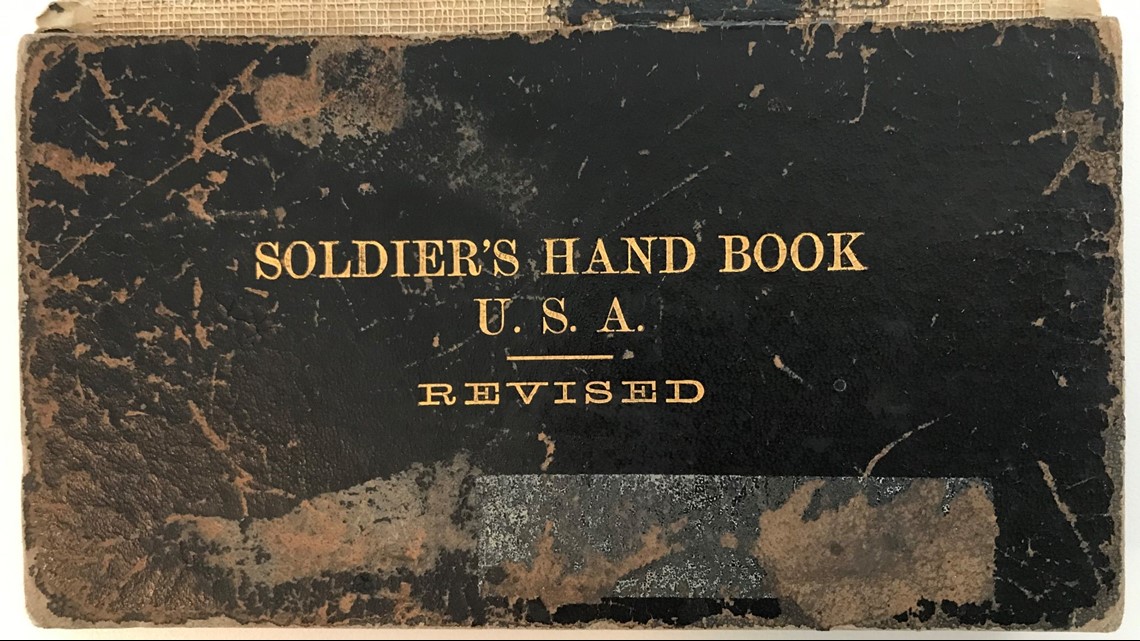 SOLDIER'S HAND BOOK
U. S. A.
REVISED